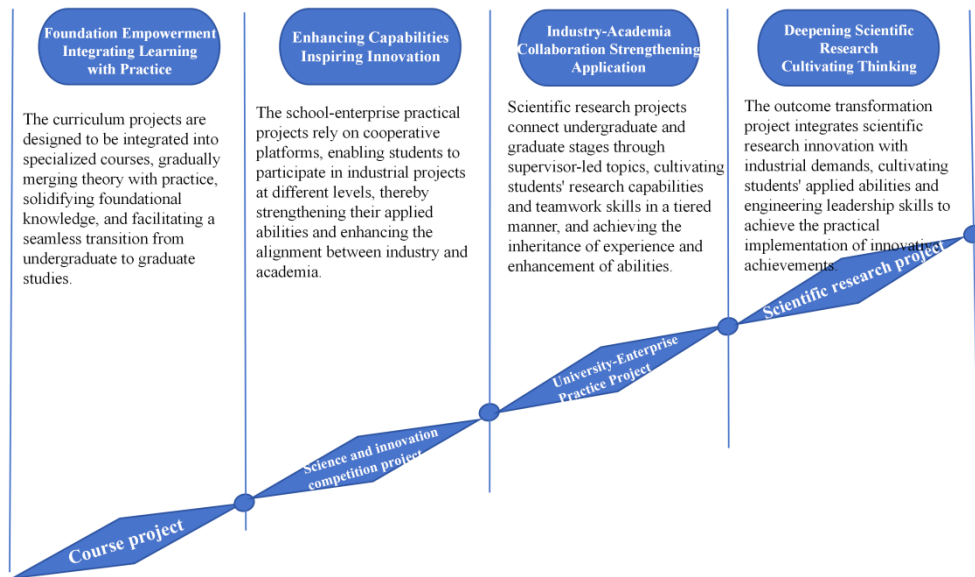 Foundation Empowerment
Integrating Learning
with Practice
The curriculum projects are
designed to be integrated into
specialized courses, gradually
merging theory with practice,
solidifying foundational
knowledge, and facilitating a
seamless transition from
undergraduate to graduate
studies.
Enhancing Capabilities
Inspiring Innovation
The school-enterprise practical
projects rely on cooperative
platforms, enabling students to
participate in industrial projects
at different levels, thereby
strengthening their applied
abilities and enhancing the
alignment between industry and
academia.
Industry-Academia
Collaboration Strengthening
Application
Scientific research projects
connect undergraduate and
graduate stages through
supervisor-led topics, cultivating
students' research capabilities
and teamwork skills in a tiered
manner, and achieving the
inheritance of experience and
enhancement of abilities.
Deepening Scientific
Research
Cultivating Thinking
The outcome transformation
project integrates scientific
research innovation with
industrial demands, cultivating
students' applied abilities and
engineering leadership skills to
achieve the practical
implementation of innovative
achievements.
Course project
Science and innovation
competition project
University-Enterprise
Practice Project
Scientific research project